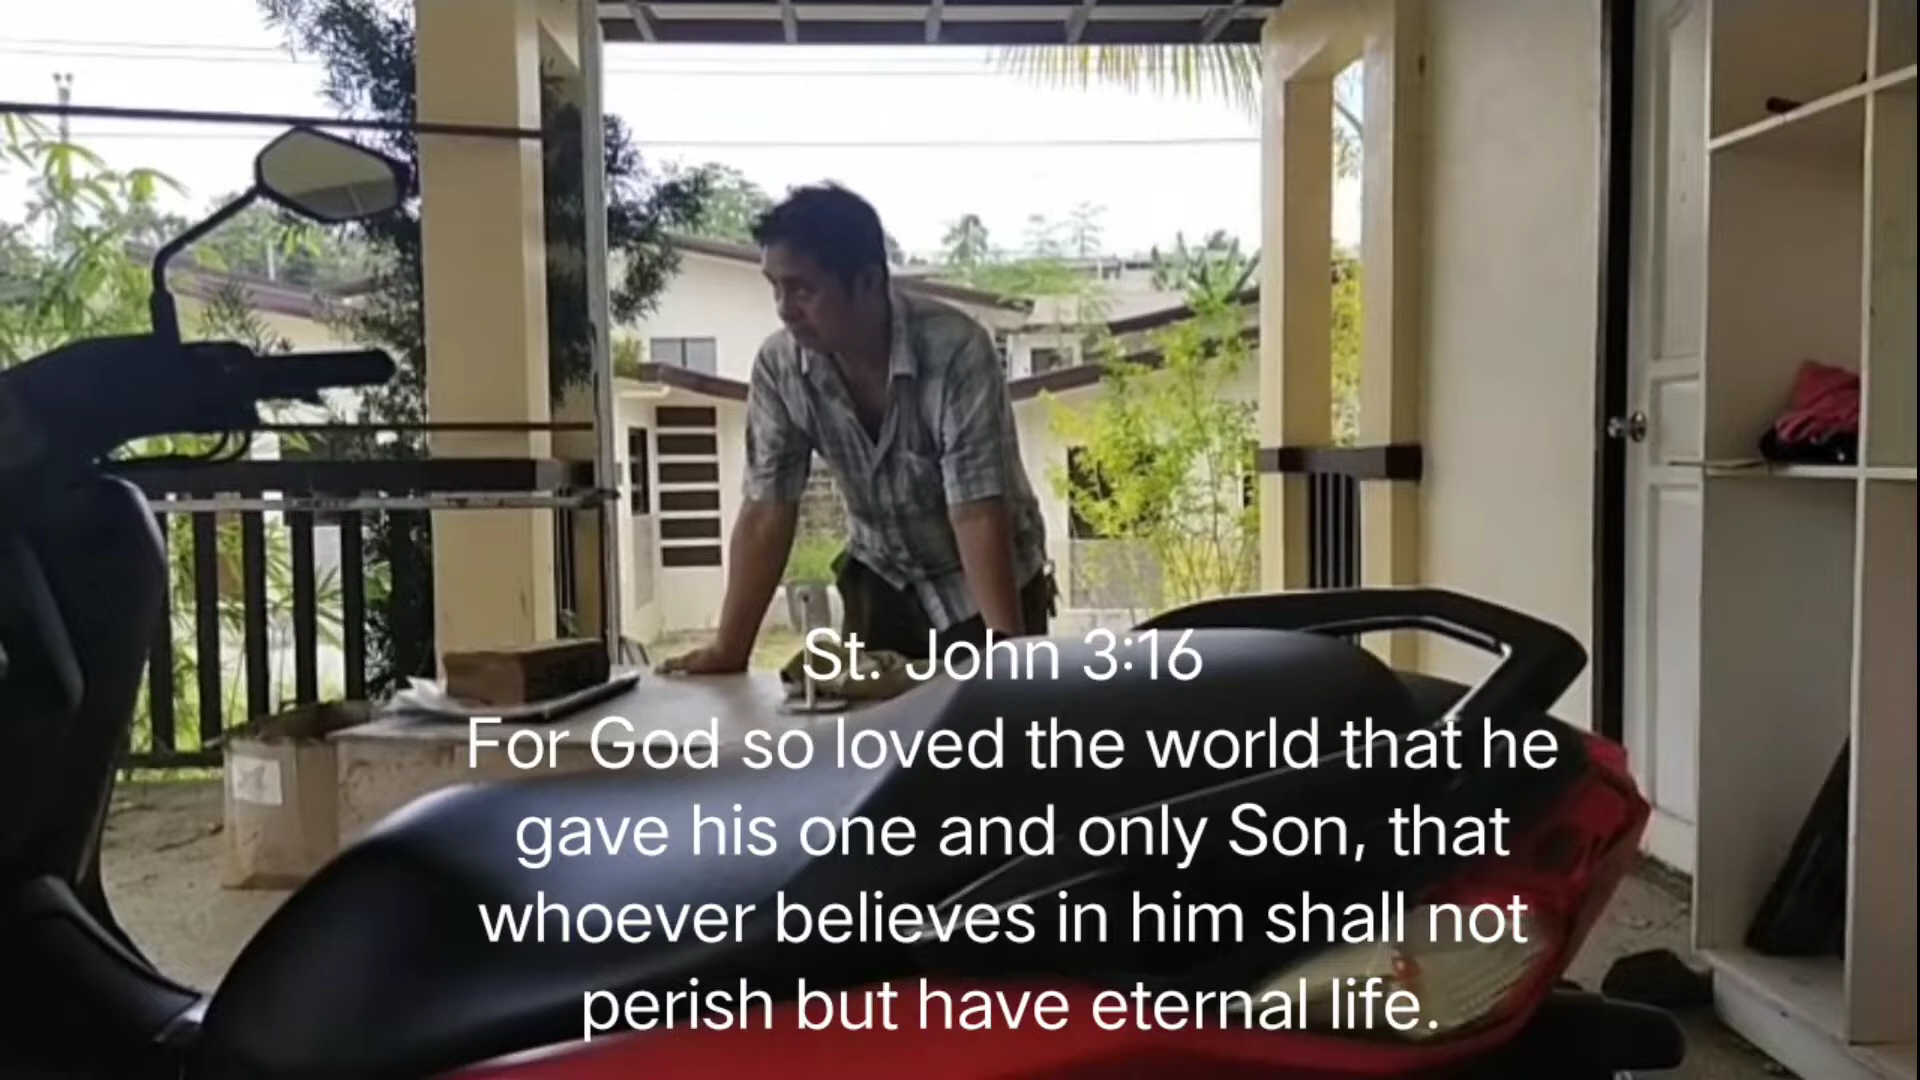 St. John 3:16
For God so loved the world that he
gave his one and only Son, that
whoever believes in him shall not
perish but have eternal life.